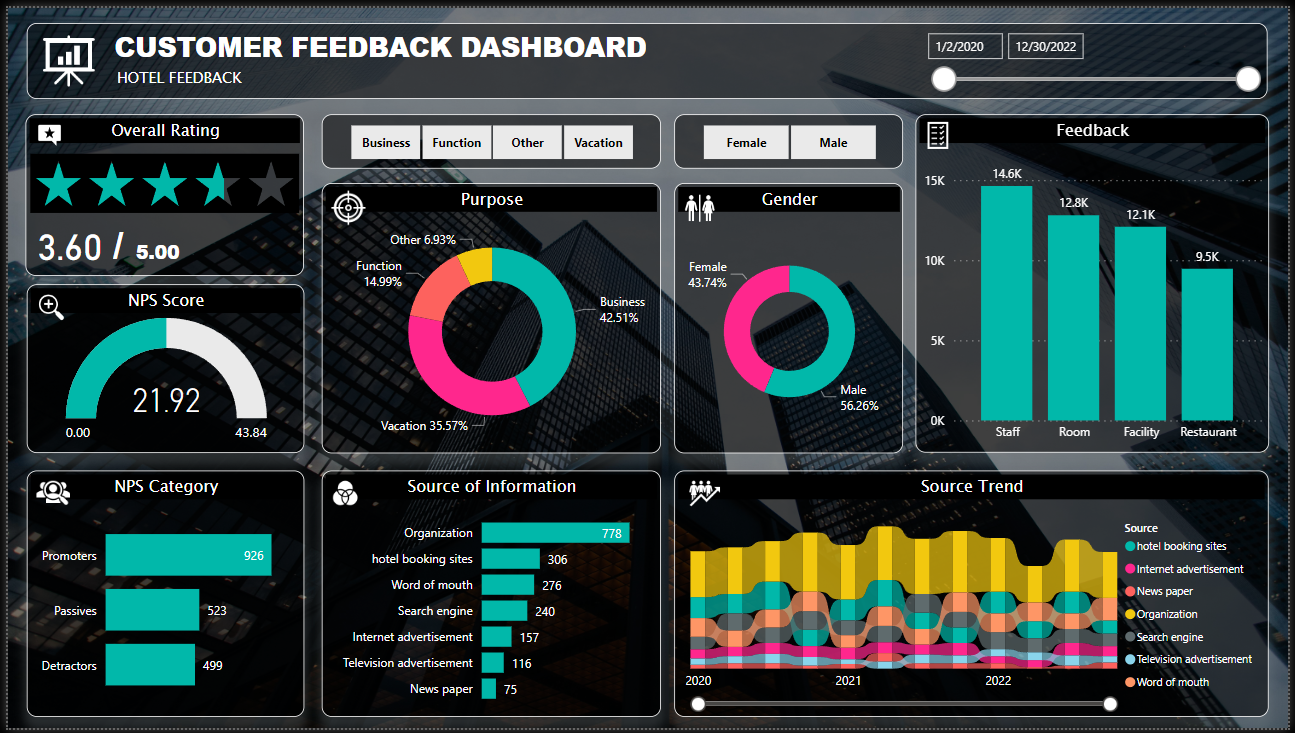 CUSTOMER FEEDBACK DASHBOARD
HOTEL FEEDBACK
1/2/2020
12/30/2022
Overall Rating
3.60 / 5.00
NPS Score
21.92
0.00
43.84
Business
Function
Other
Vacation
Female
Male
Purpose
Other 6.93%
Function
14.99%
Business
42.51%
Vacation 35.57%
Gender
Female
43.74%
Male
56.26%
Feedback
15K
10K
5K
0K
14.6K
12.8K
12.1K
9.5K
Staff
Room
Facility
Restaurant
NPS Category
Promoters
926
Passives
523
Detractors
499
Source of Information
Organization
778
hotel booking sites
306
Word of mouth
276
Search engine
240
Internet advertisement
157
Television advertisement
116
News paper
75
Source Trend
2020
2021
2022
Source
hotel booking sites
Internet advertisement
News paper
Organization
Search engine
Television advertisement
Word of mouth